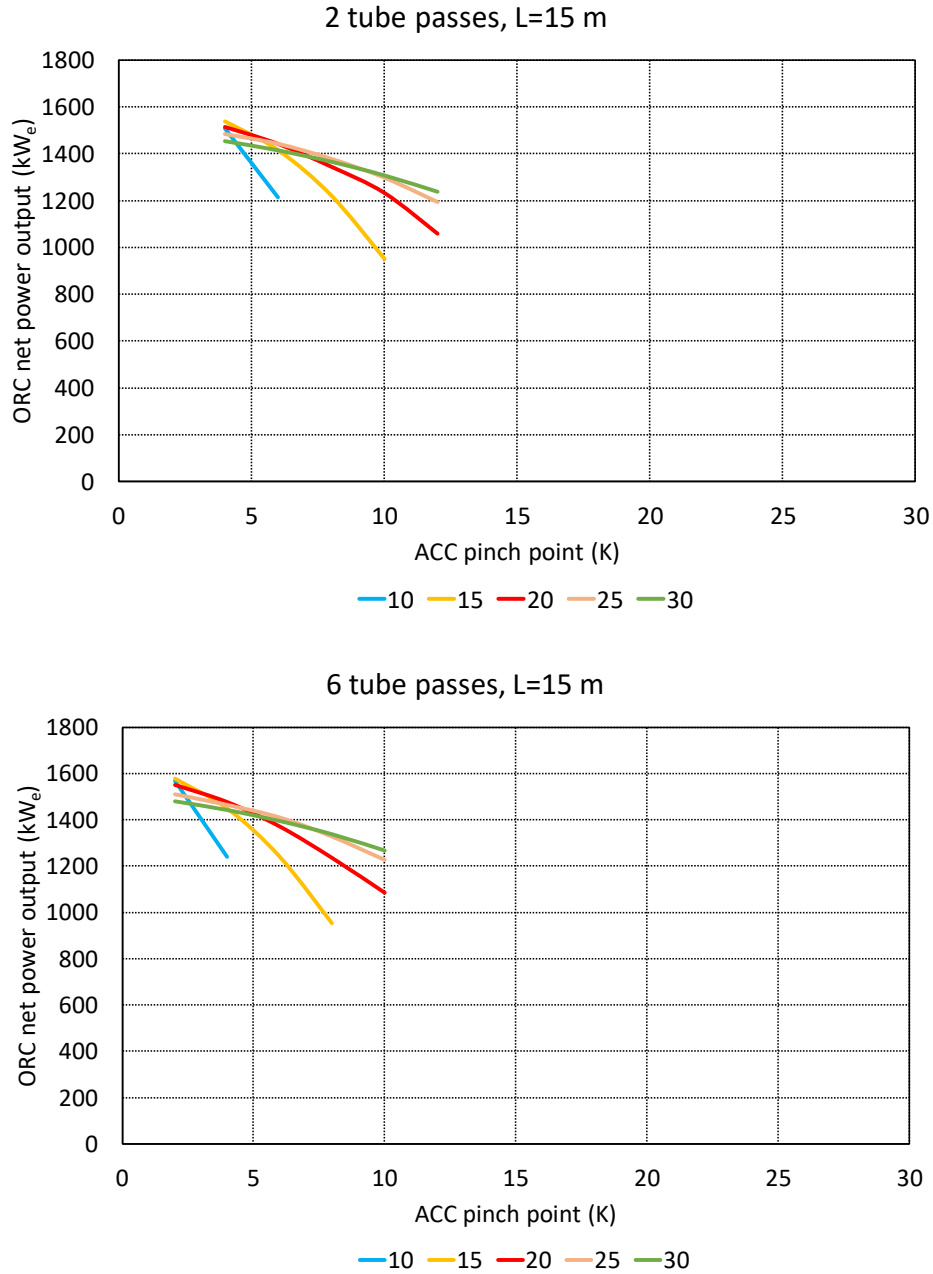 2 tube passes, L=15 m
1800
1600
1400
1200
1000
800
600
400
200
0
ORC net power output (kWₑ)
0 5 10 15 20 25 30
ACC pinch point (K)
10 15 20 25 30
6 tube passes, L=15 m
1800
1600
1400
1200
1000
800
600
400
200
0
ORC net power output (kWₑ)
0 5 10 15 20 25 30
ACC pinch point (K)
10 15 20 25 30